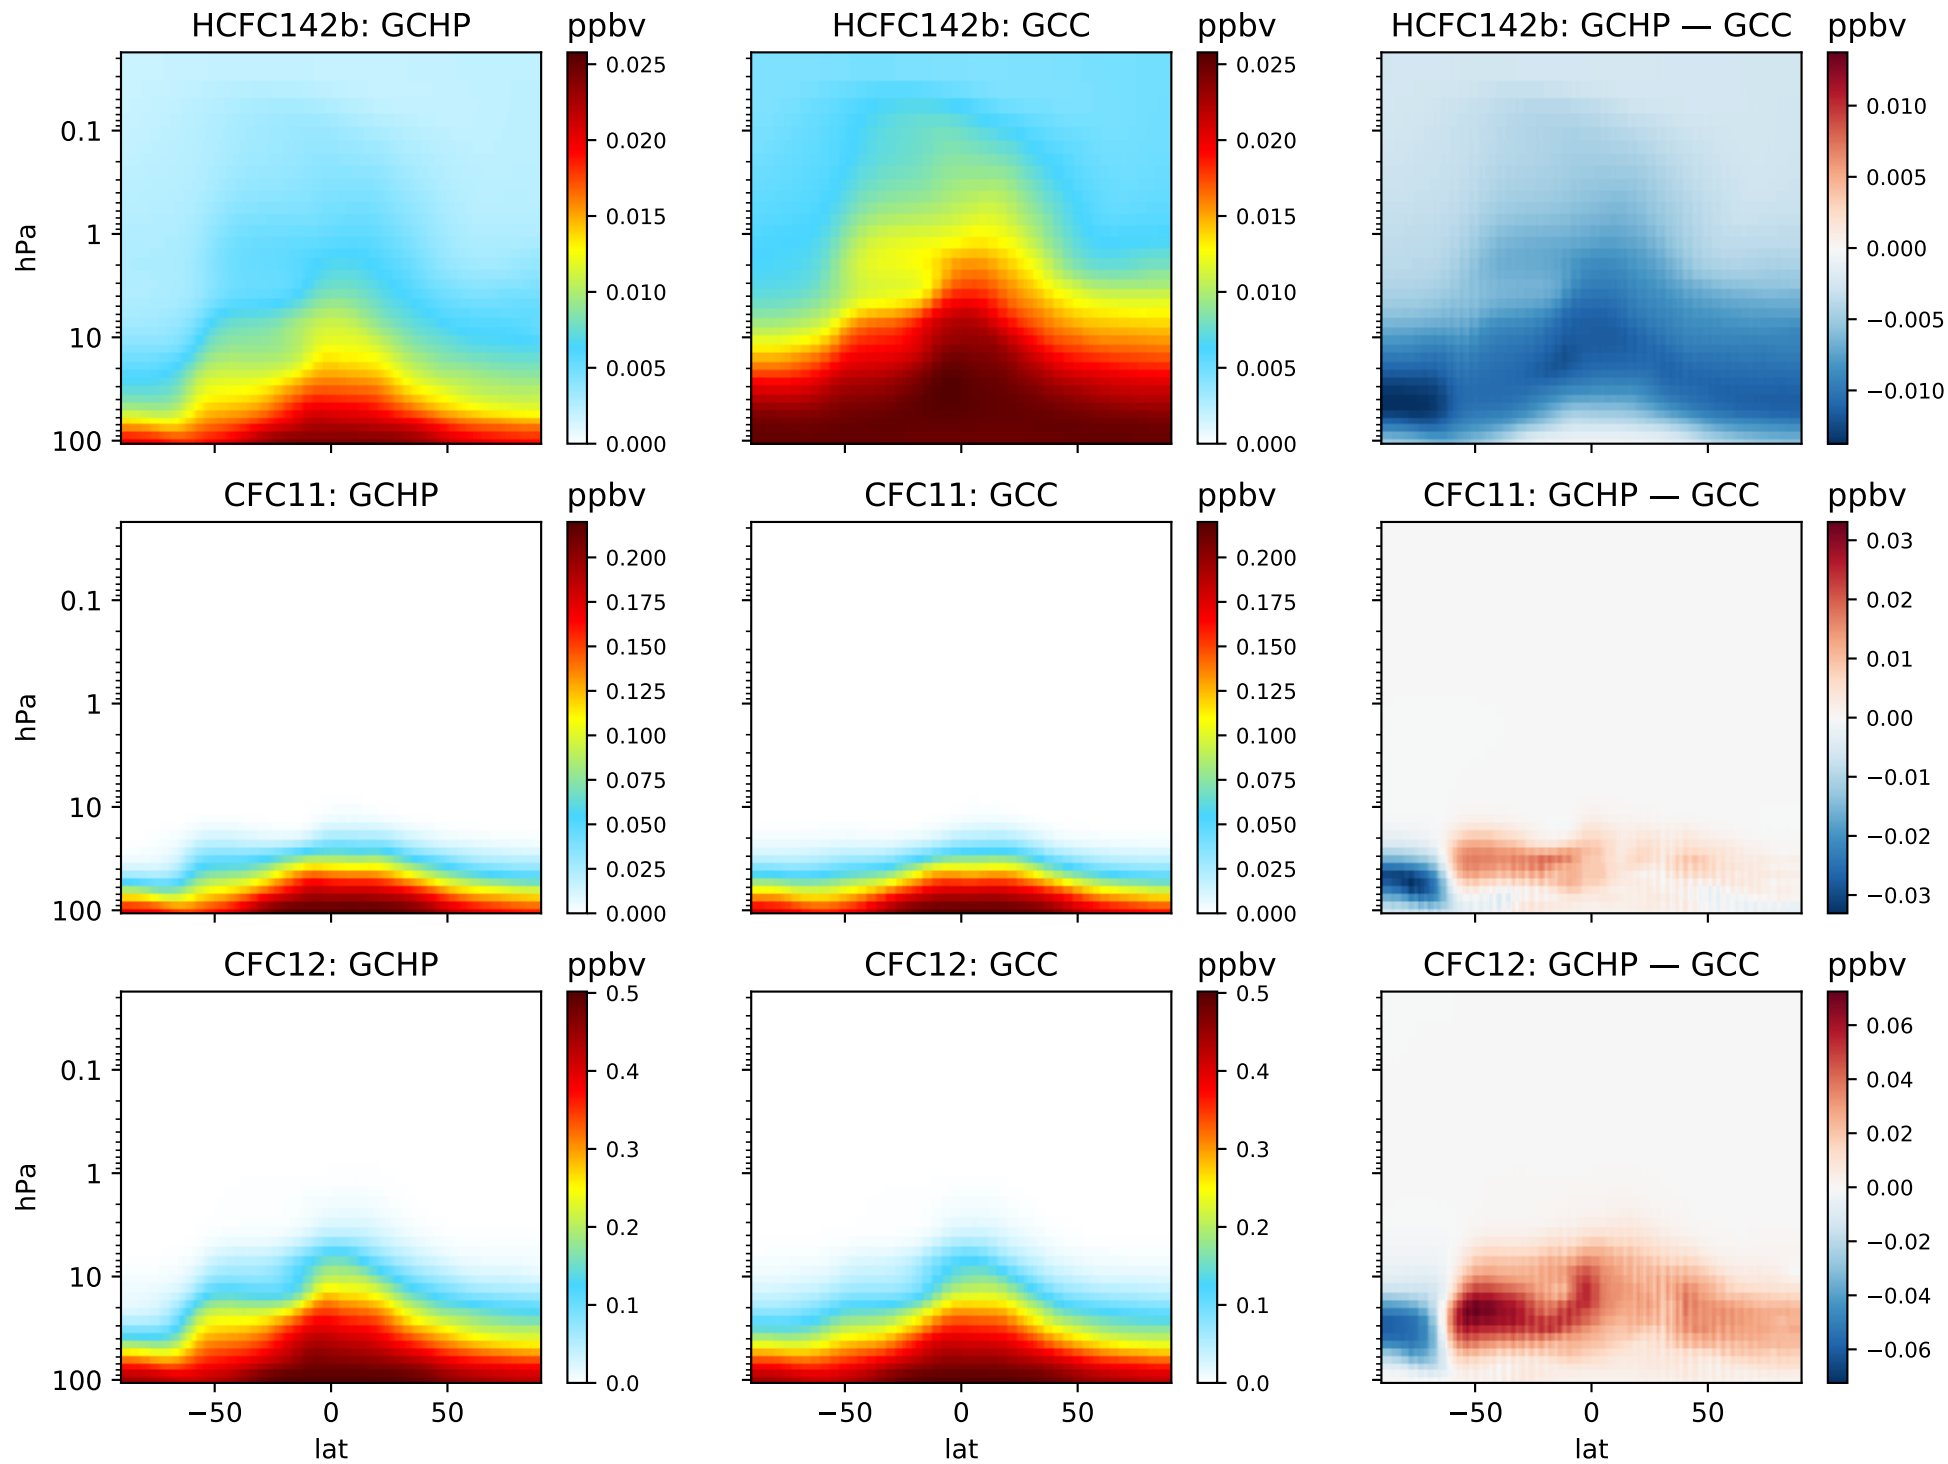 HCFC142b: GCHP
ppbv
HCFC142b: GCC
ppbv
HCFC142b: GCHP — GCC
ppbv
hPa
0.1
1
10
100
0.025
0.020
0.015
0.010
0.005
0.000
0.025
0.020
0.015
0.010
0.005
0.000
0.010
0.005
0.000
−0.005
−0.010
CFC11: GCHP
ppbv
CFC11: GCC
ppbv
CFC11: GCHP — GCC
ppbv
hPa
0.1
1
10
100
0.200
0.175
0.150
0.125
0.100
0.075
0.050
0.025
0.000
0.200
0.175
0.150
0.125
0.100
0.075
0.050
0.025
0.000
0.03
0.02
0.01
0.00
−0.01
−0.02
−0.03
CFC12: GCHP
ppbv
CFC12: GCC
ppbv
CFC12: GCHP — GCC
ppbv
hPa
0.1
1
10
100
0.5
0.4
0.3
0.2
0.1
0.0
0.5
0.4
0.3
0.2
0.1
0.0
0.06
0.04
0.02
0.00
−0.02
−0.04
−0.06
−50 0 50
−50 0 50
−50 0 50
lat
lat
lat